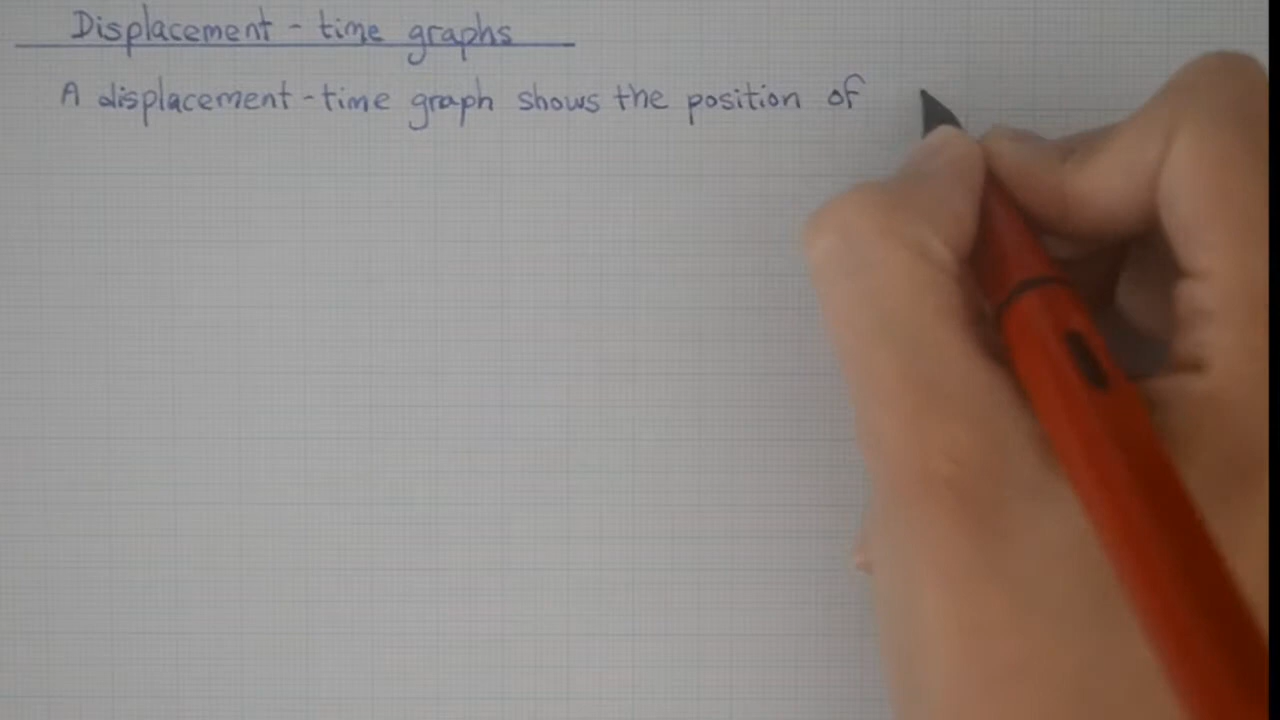 Displacement - time graphs
A displacement - time graph shows the position of